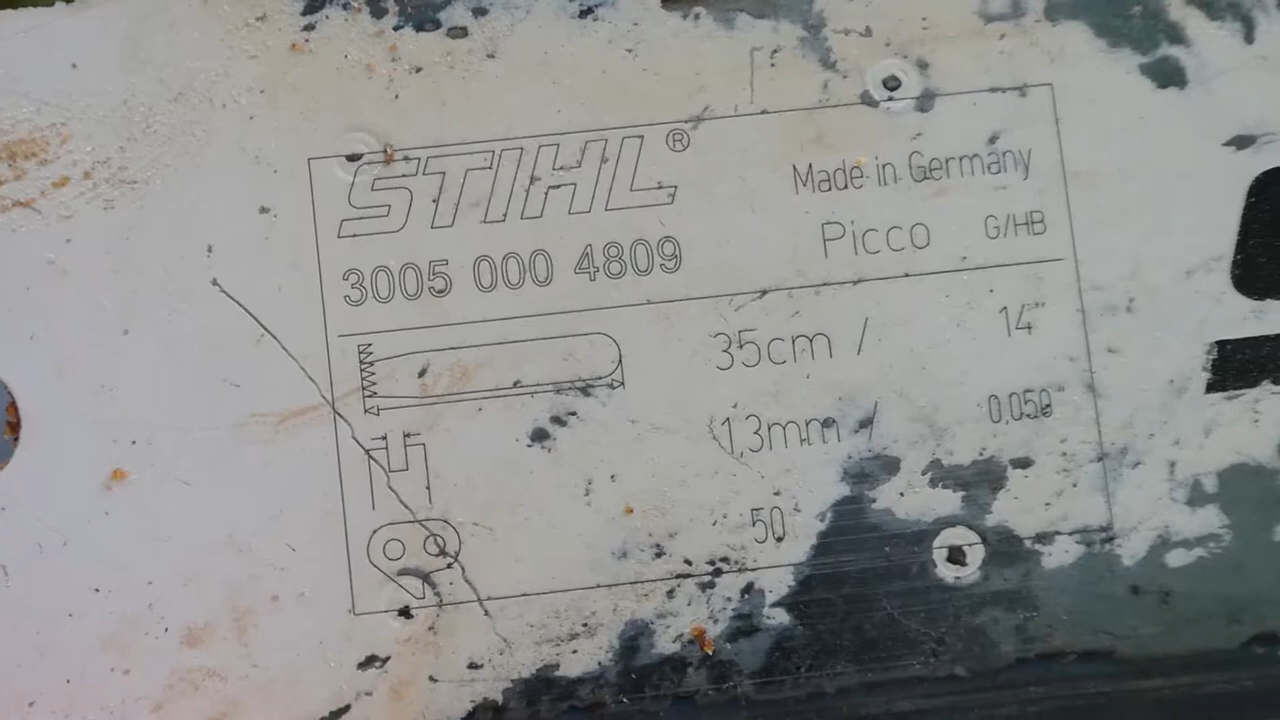 STIHL®
Made in Germany
3005 000 4809
Picco G/HB
35cm / 14"
1,3mm / 0,050"
50